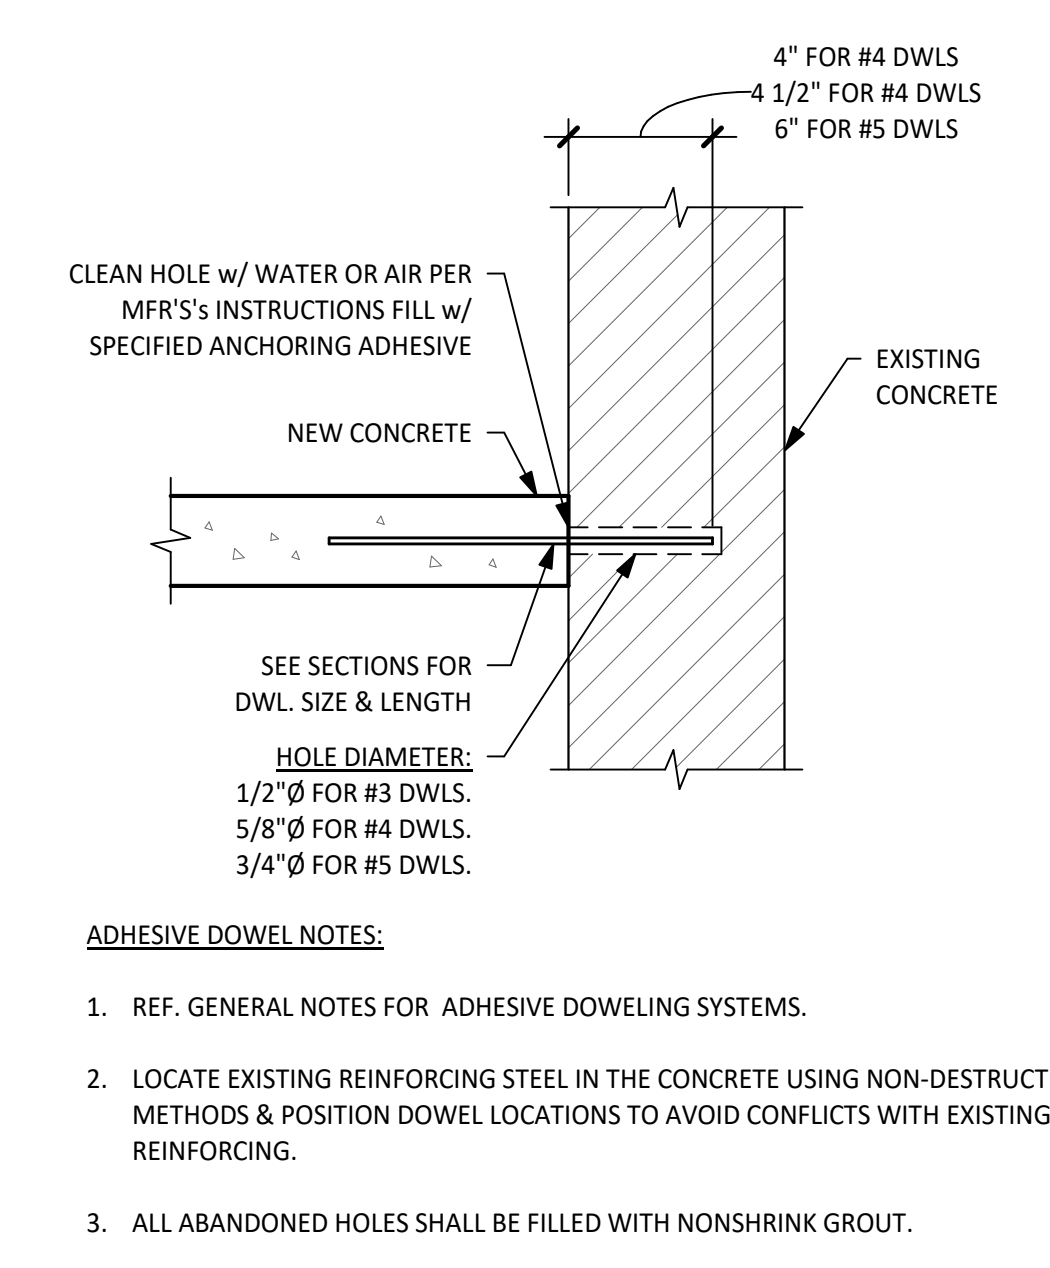 4" FOR #4 DWLS
4 1/2" FOR #4 DWLS
6" FOR #5 DWLS
CLEAN HOLE w/ WATER OR AIR PER
MFR'S's INSTRUCTIONS FILL w/
SPECIFIED ANCHORING ADHESIVE
EXISTING
CONCRETE
NEW CONCRETE
SEE SECTIONS FOR
DWL. SIZE & LENGTH
HOLE DIAMETER:
1/2"Ø FOR #3 DWLS.
5/8"Ø FOR #4 DWLS.
3/4"Ø FOR #5 DWLS.
ADHESIVE DOWEL NOTES:
1. REF. GENERAL NOTES FOR ADHESIVE DOWELING SYSTEMS.
2. LOCATE EXISTING REINFORCING STEEL IN THE CONCRETE USING NON-DESTRUCT
METHODS & POSITION DOWEL LOCATIONS TO AVOID CONFLICTS WITH EXISTING
REINFORCING.
3. ALL ABANDONED HOLES SHALL BE FILLED WITH NONSHRINK GROUT.